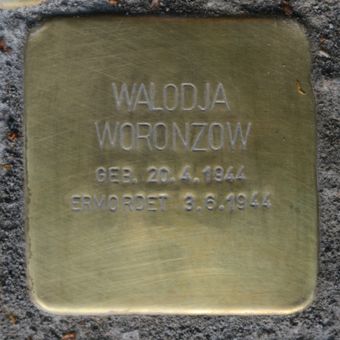 WALODJA
WORONZOW
GEB. 20.4.1944
ERMORDET 3.6.1944